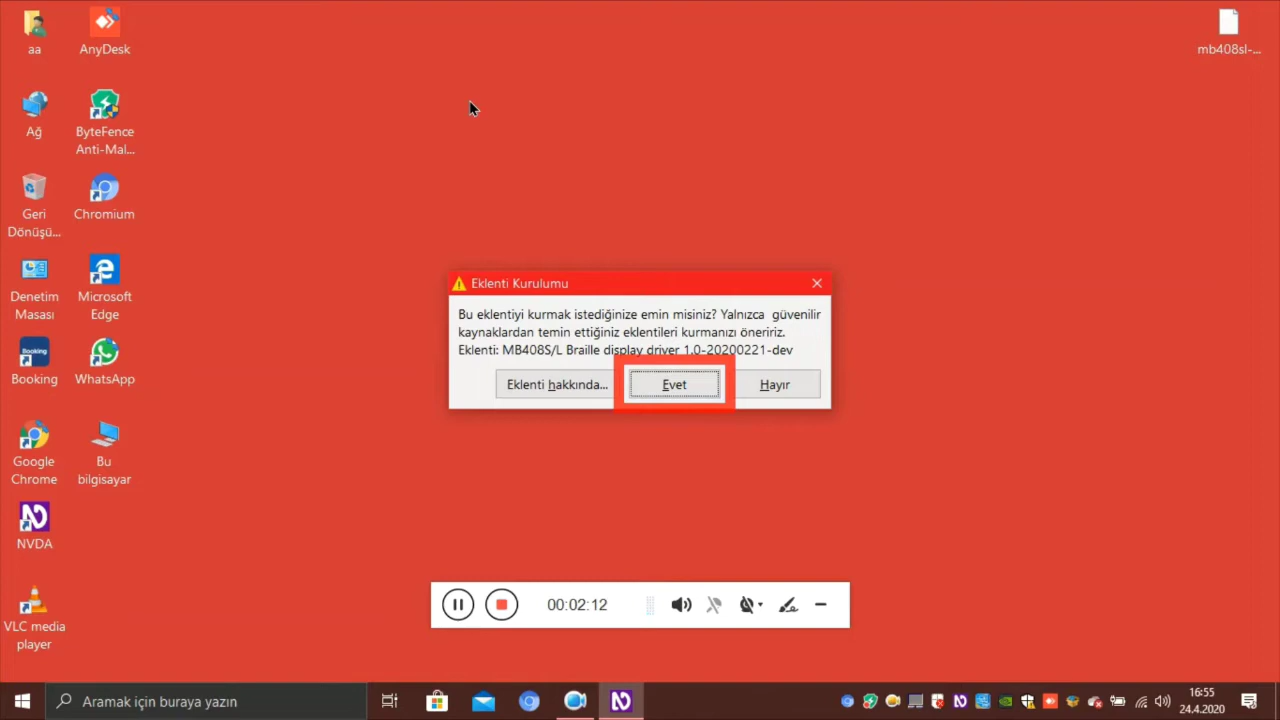 aa
AnyDesk
mb408sl-...
Ağ
ByteFence
Anti-Mal...
Geri
Dönüşü...
Chromium
Denetim
Masası
Microsoft
Edge
Booking
Booking
WhatsApp
Google
Chrome
Bu
bilgisayar
NVDA
VLC media
player
Eklenti Kurulumu
Bu eklentiyi kurmak istediğinize emin misiniz? Yalnızca güvenilir
kaynaklardan temin ettiğiniz eklentileri kurmanızı öneririz.
Eklenti: MB408S/L Braille display driver 1.0-20200221-dev
Eklenti hakkında...
Evet
Hayır
00:02:12
Aramak için buraya yazın
16:55
24.4.2020